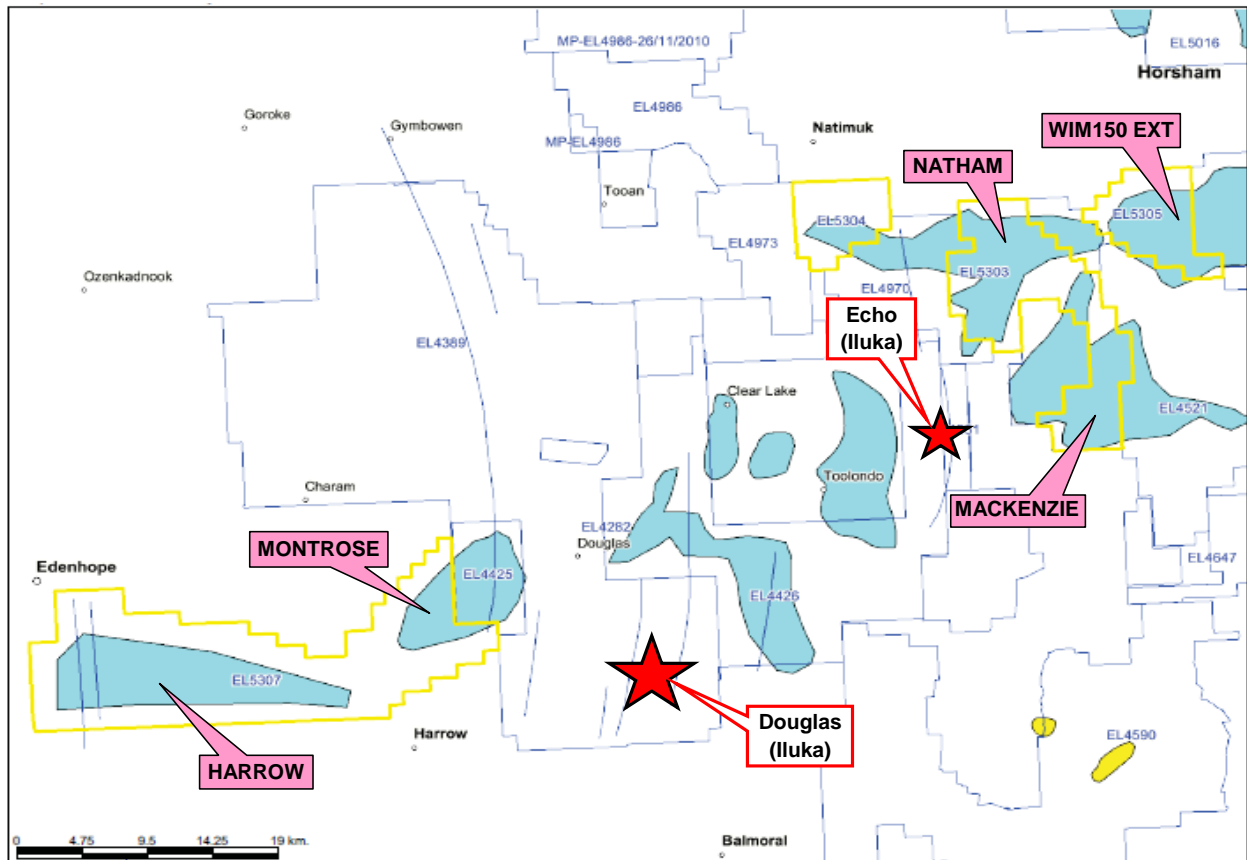 MP-EL4986-26/11/2010
EL5016
Horsham
Goroke
Gymbowen
EL4986
MP-EL4986
Natimuk
WIM150 EXT
NATHAM
Tooan
EL5304
EL5305
EL4973
Ozenkadnook
EL5303
EL4970
Echo
(Iluka)
EL4389
Clear Lake
EL4521
Toolondo
Charam
MACKENZIE
EL4282
Douglas
MONTROSE
EL4425
EL4647
Edenhope
EL4426
EL5307
Douglas
(Iluka)
Harrow
HARROW
EL4590
Balmoral
0 4.75 9.5 14.25 19 km.